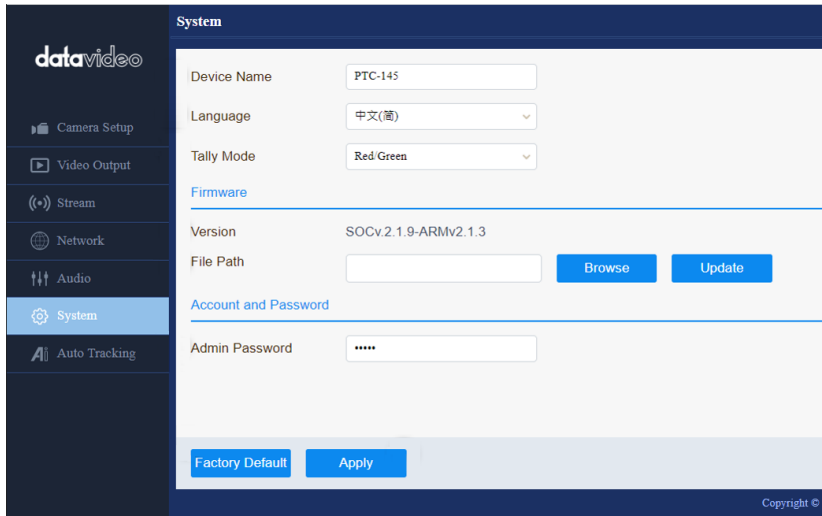 System
datavideo
Camera Setup
Video Output
Stream
Network
Audio
System
Auto Tracking
Device Name PTC-145
Language 中文(简)
Tally Mode Red/Green
Firmware
Version SOCv.2.1.9-ARMv2.1.3
File Path Browse Update
Account and Password
Admin Password •••••
Factory Default Apply
Copyright ©